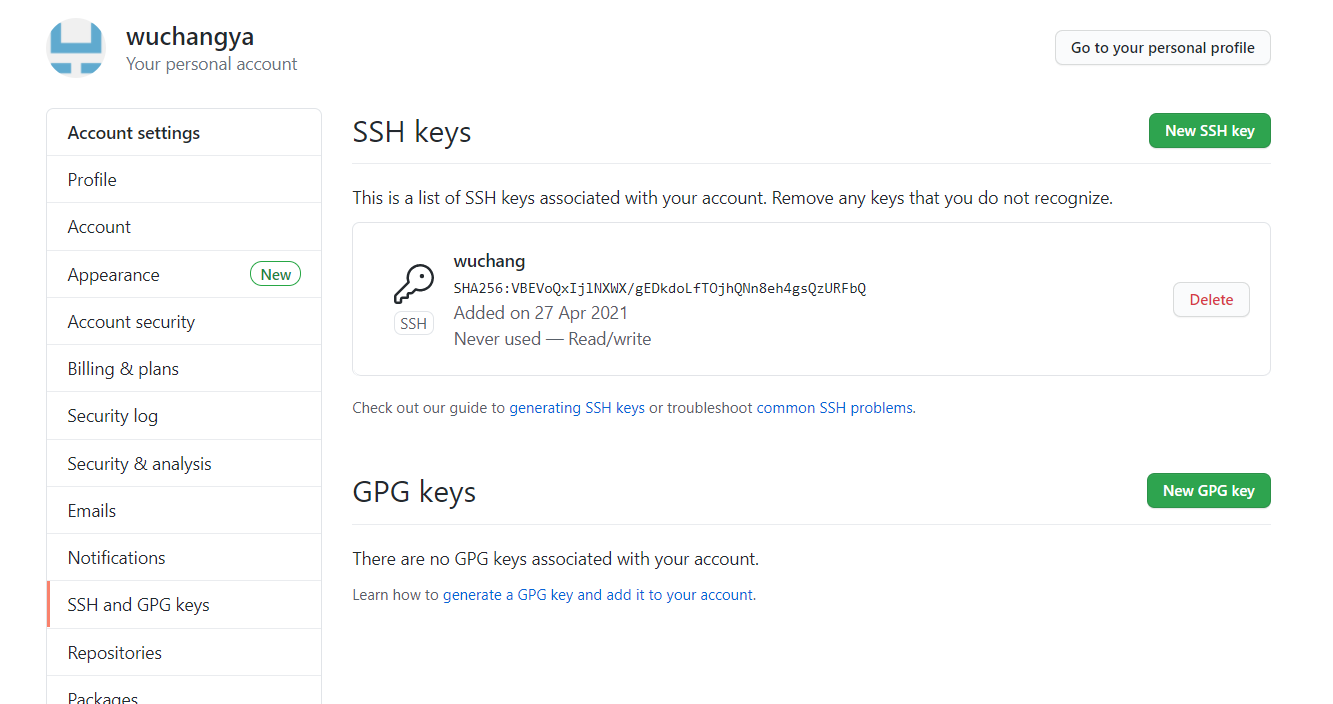 wuchangya
Your personal account
Go to your personal profile
Account settings
Profile
Account
Appearance New
Account security
Billing & plans
Security log
Security & analysis
Emails
Notifications
SSH and GPG keys
Repositories
Packages
SSH keys
New SSH key
This is a list of SSH keys associated with your account. Remove any keys that you do not recognize.
wuchang
SHA256:VBEVoQxIjlNXWX/gEDkdoLfTOjhQNn8eh4gsQzURFbQ
Added on 27 Apr 2021
Never used — Read/write
SSH
Delete
Check out our guide to generating SSH keys or troubleshoot common SSH problems.
GPG keys
New GPG key
There are no GPG keys associated with your account.
Learn how to generate a GPG key and add it to your account.